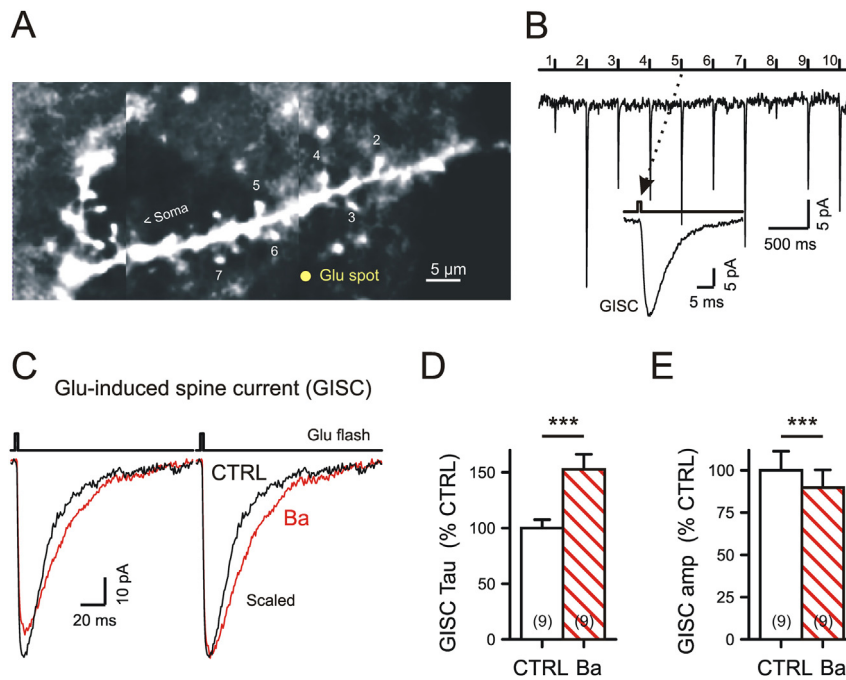 A
2
4
5
< Soma
3
6
7
Glu spot
5 µm
B
1 2 3 4 5 6 7 8 9 10
5 pA
500 ms
GISC
5 ms
5 pA
C
Glu-induced spine current (GISC)
Glu flash
CTRL
Ba
10 pA
20 ms
Scaled
D
***
GISC Tau (% CTRL)
150
100
50
0
(9) (9)
CTRL Ba
E
***
GISC amp (% CTRL)
100
75
50
25
0
(9) (9)
CTRL Ba